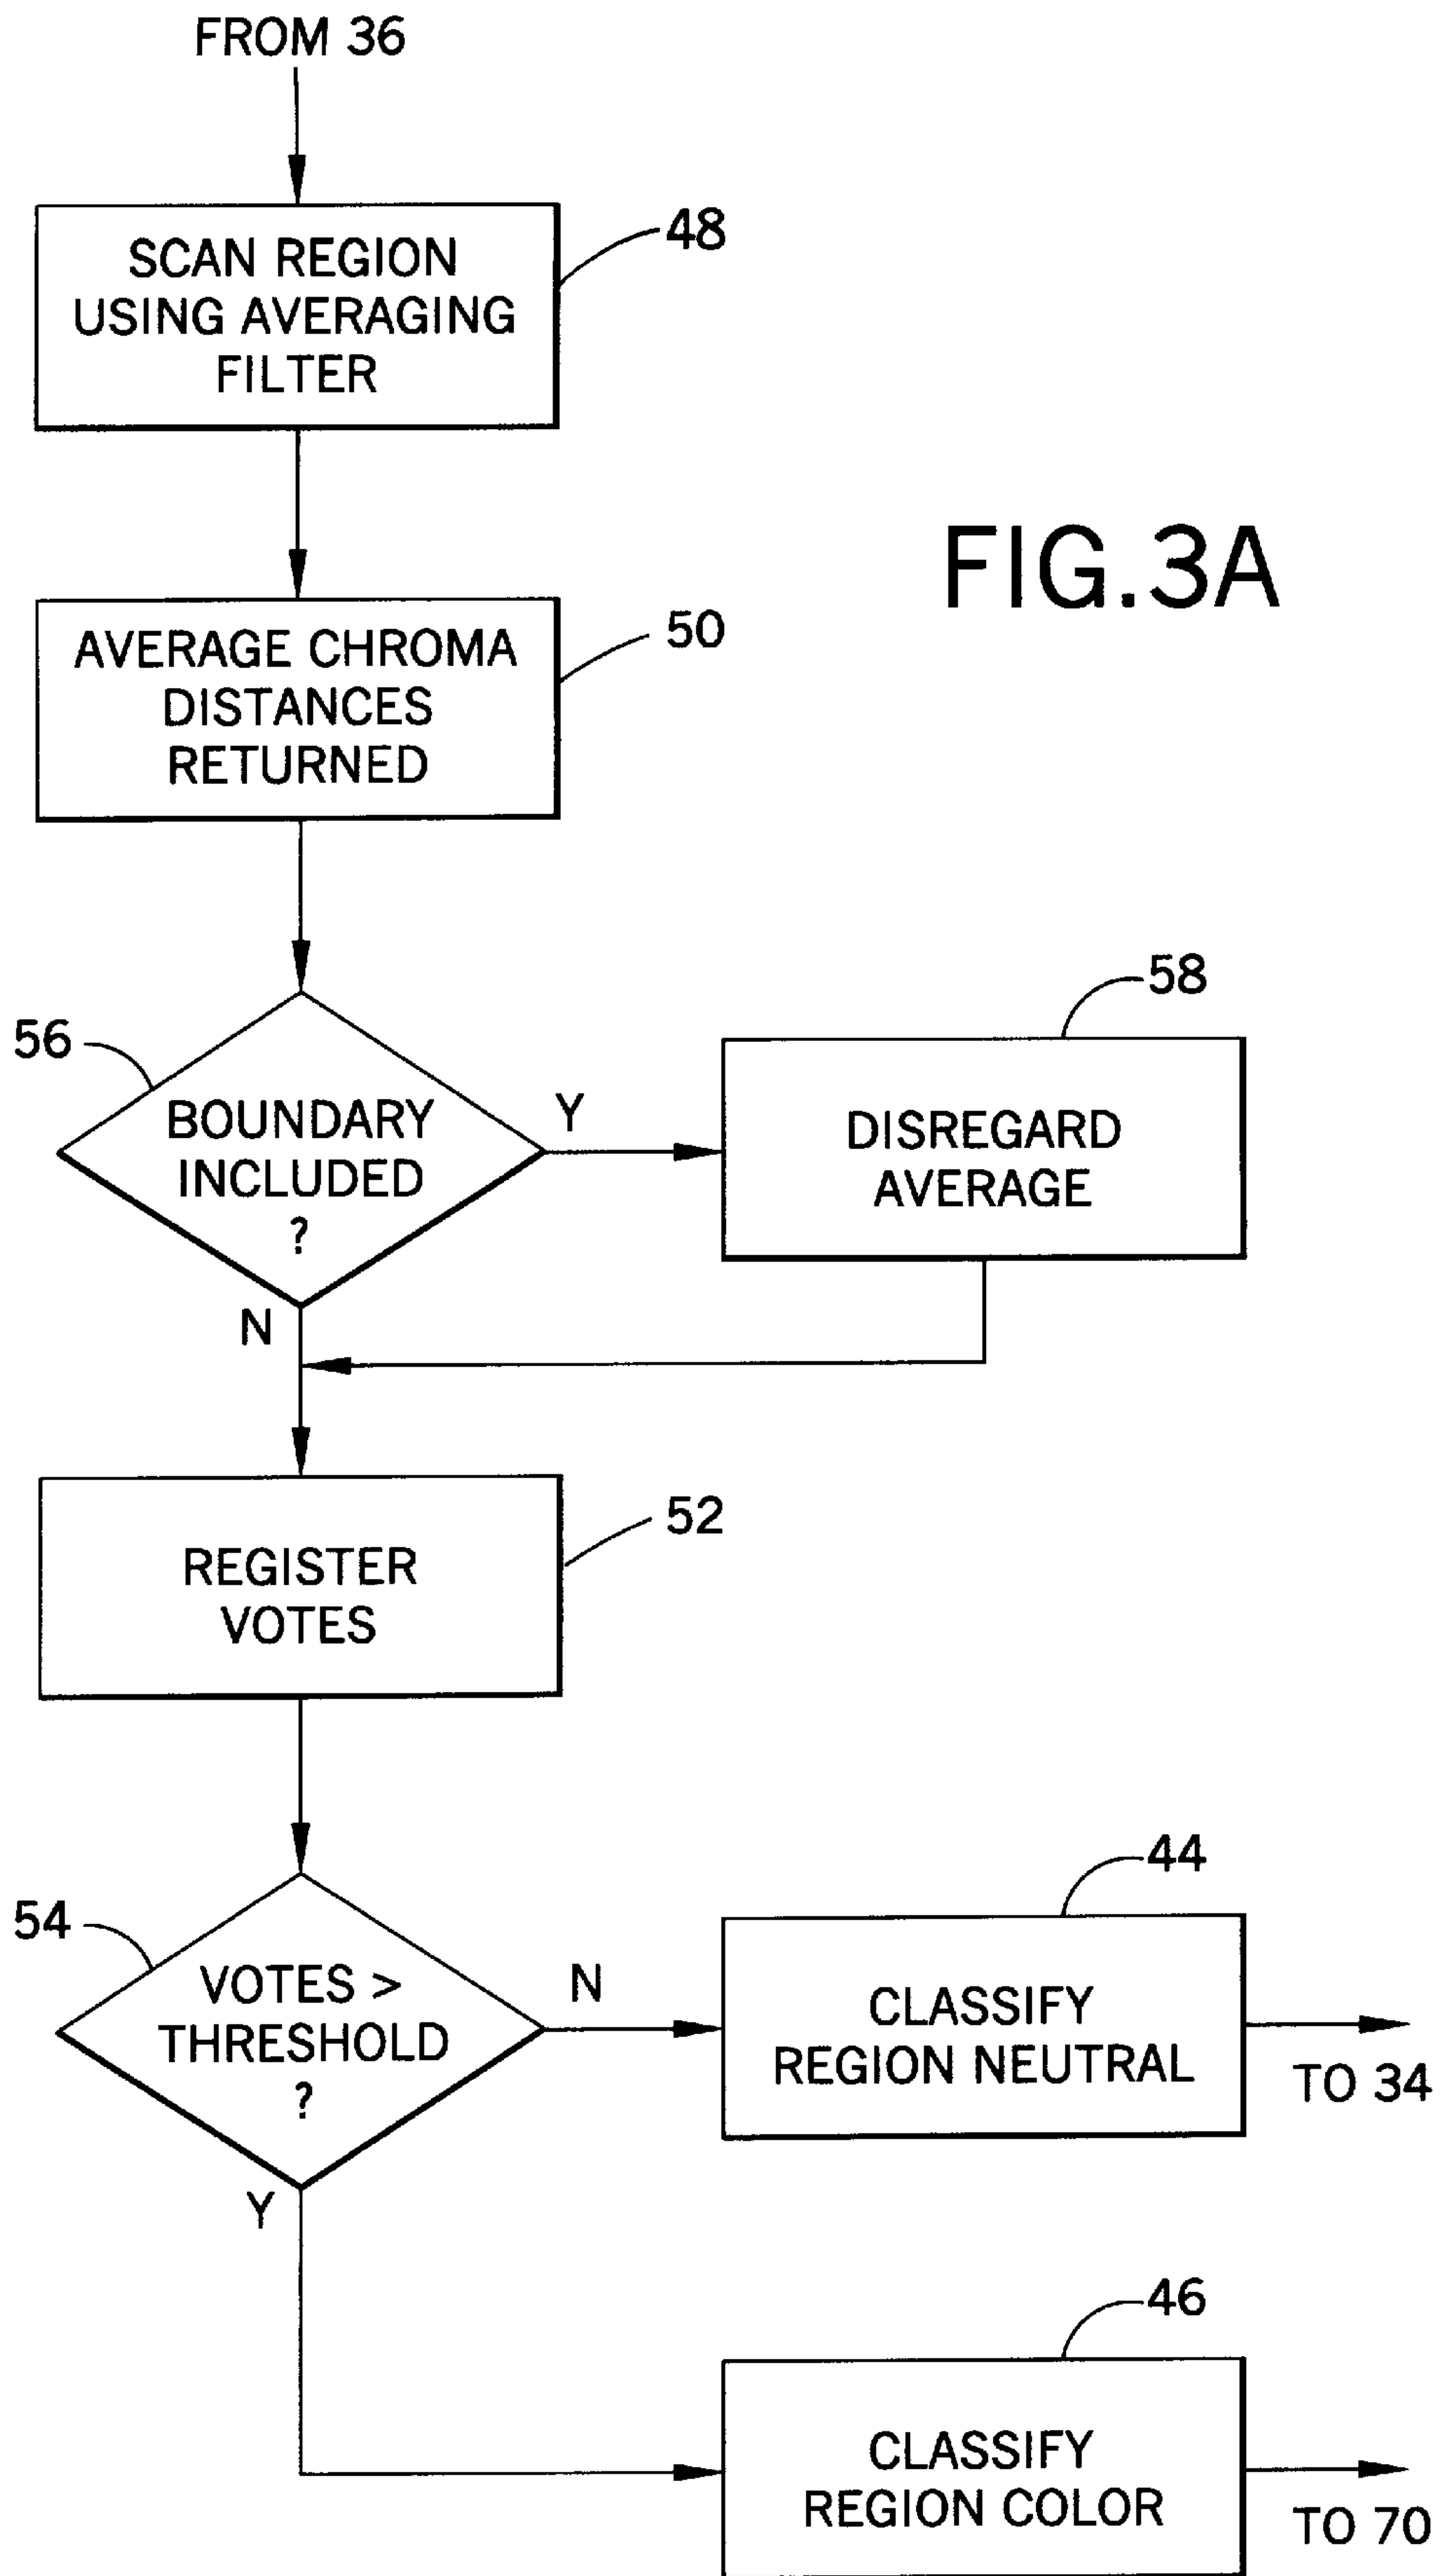 FROM 36
SCAN REGION
USING AVERAGING
FILTER
48
FIG.3A
AVERAGE CHROMA
DISTANCES
RETURNED
50
56
BOUNDARY
INCLUDED
?
Y
N
58
DISREGARD
AVERAGE
REGISTER
VOTES
52
54
VOTES >
THRESHOLD
?
N
Y
44
CLASSIFY
REGION NEUTRAL
TO 34
46
CLASSIFY
REGION COLOR
TO 70